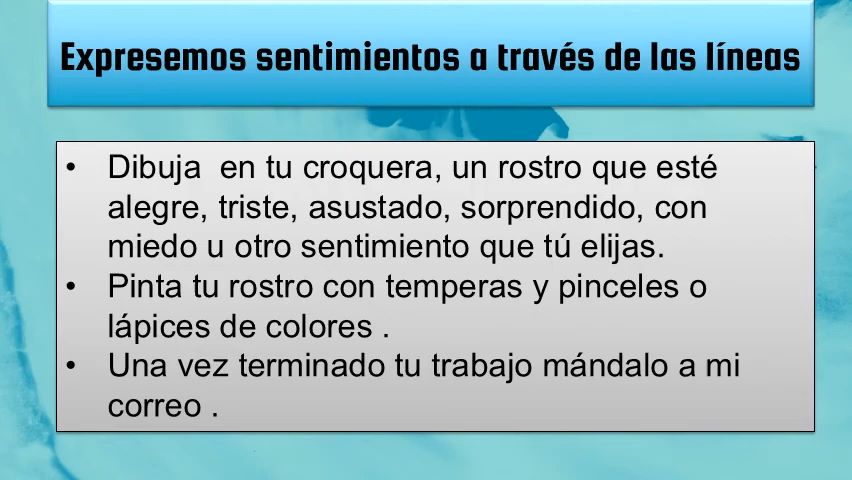 Expresemos sentimientos a través de las líneas
• Dibuja en tu croquera, un rostro que esté
alegre, triste, asustado, sorprendido, con
miedo u otro sentimiento que tú elijas.
• Pinta tu rostro con temperas y pinceles o
lápices de colores .
• Una vez terminado tu trabajo mándalo a mi
correo .